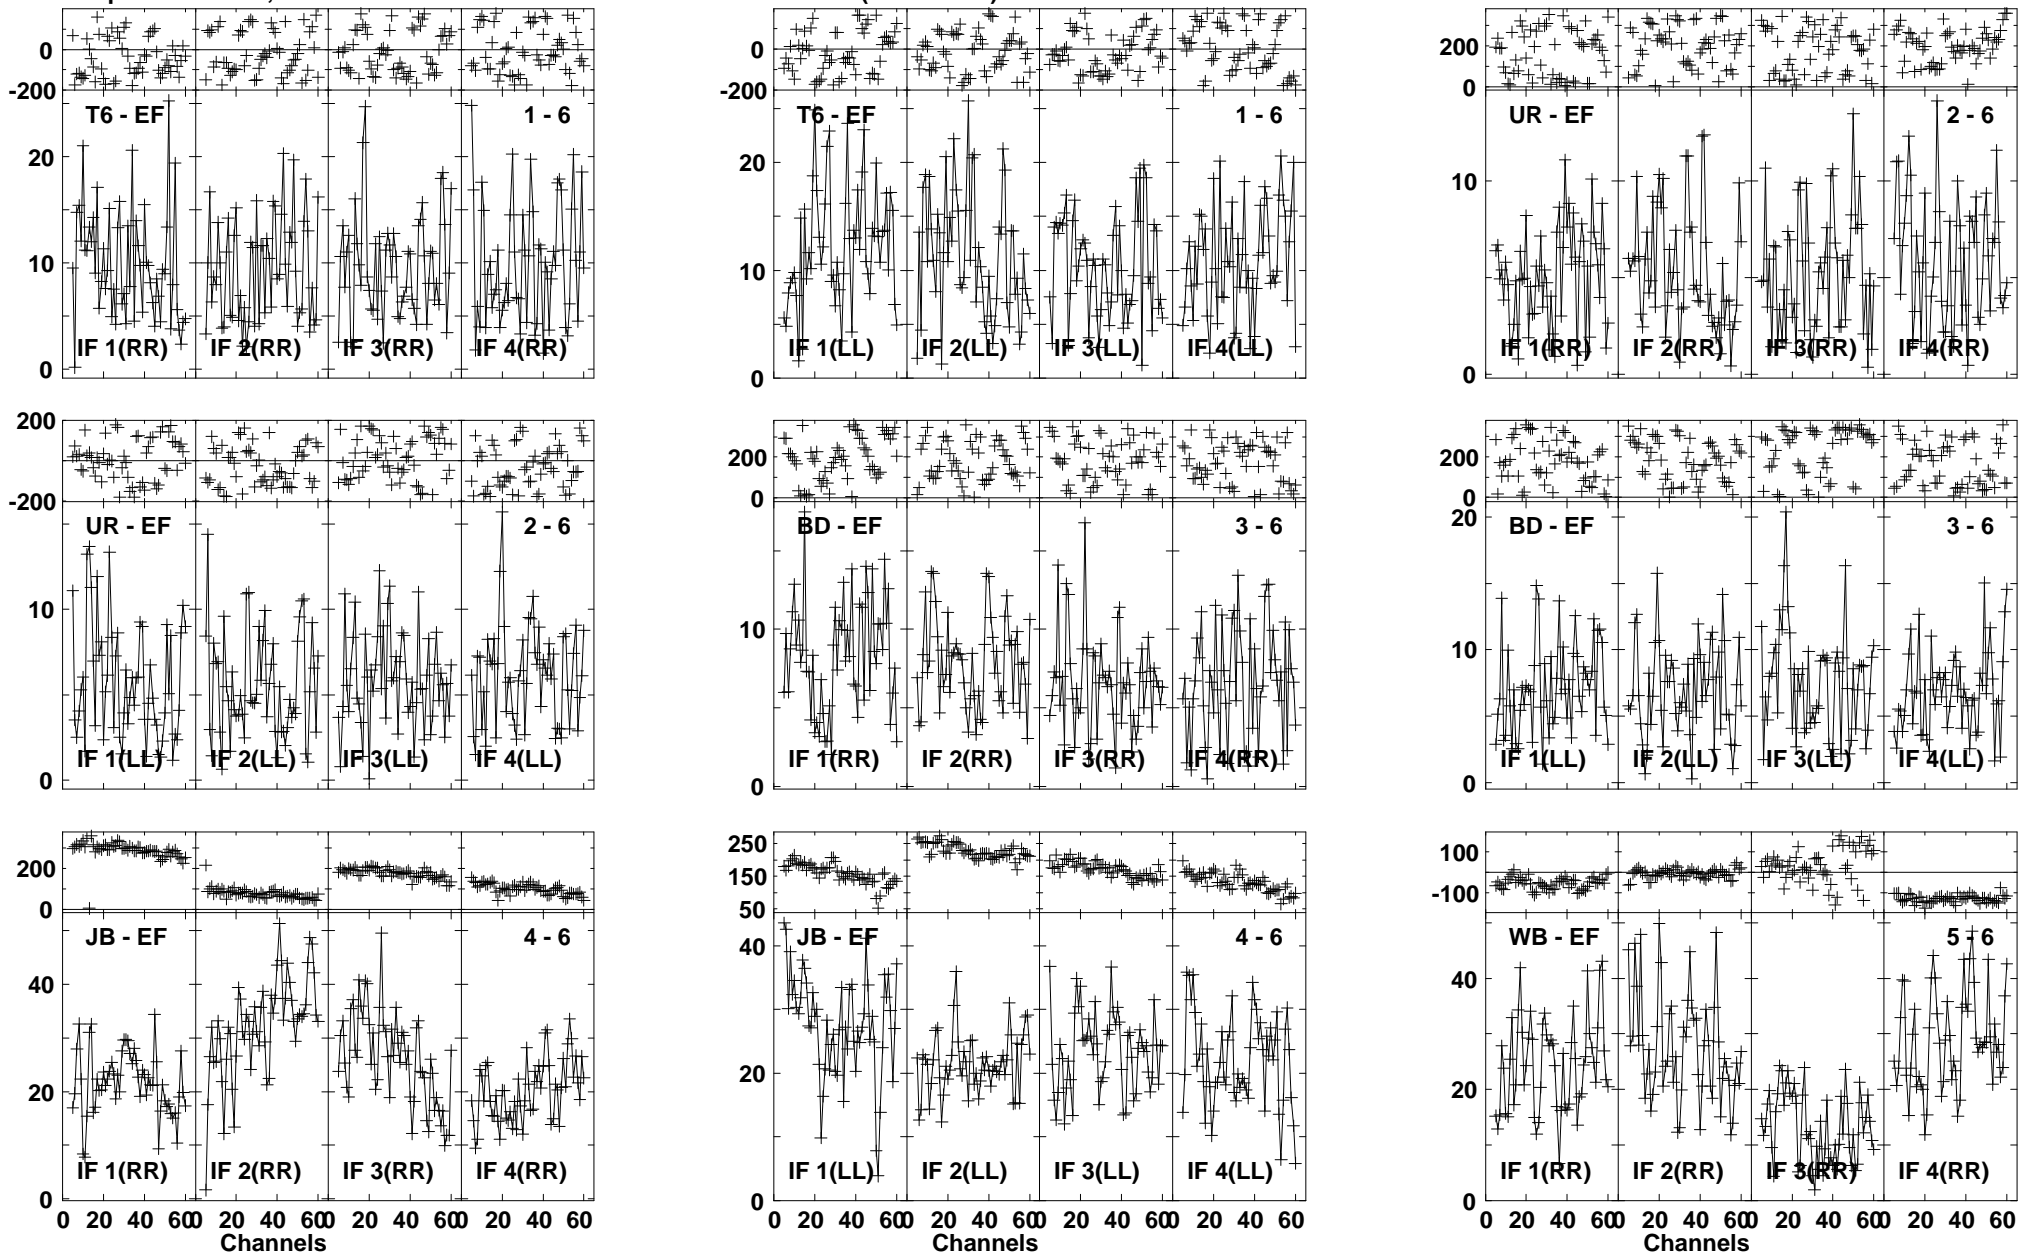 0
-200
T6 - EF 1 - 6
20
10
0
IF 1(RR) IF 2(RR) IF 3(RR) IF 4(RR)
0
-200
T6 - EF 1 - 6
20
10
0
IF 1(LL) IF 2(LL) IF 3(LL) IF 4(LL)
200
0
UR - EF 2 - 6
10
0
IF 1(RR) IF 2(RR) IF 3(RR) IF 4(RR)
200
-200
UR - EF 2 - 6
10
0
IF 1(LL) IF 2(LL) IF 3(LL) IF 4(LL)
200
0
BD - EF 3 - 6
10
0
IF 1(RR) IF 2(RR) IF 3(RR) IF 4(RR)
200
0
BD - EF 3 - 6
20
10
0
IF 1(LL) IF 2(LL) IF 3(LL) IF 4(LL)
200
0
JB - EF 4 - 6
40
20
0
IF 1(RR) IF 2(RR) IF 3(RR) IF 4(RR)
0 20 40 60 0 20 40 60 0 20 40 60 0 20 40 60
Channels
250
150
50
JB - EF 4 - 6
40
20
0
IF 1(LL) IF 2(LL) IF 3(LL) IF 4(LL)
0 20 40 60 0 20 40 60 0 20 40 60 0 20 40 60
Channels
100
-100
WB - EF 5 - 6
40
20
0
IF 1(RR) IF 2(RR) IF 3(RR) IF 4(RR)
0 20 40 60 0 20 40 60 0 20 40 60 0 20 40 60
Channels